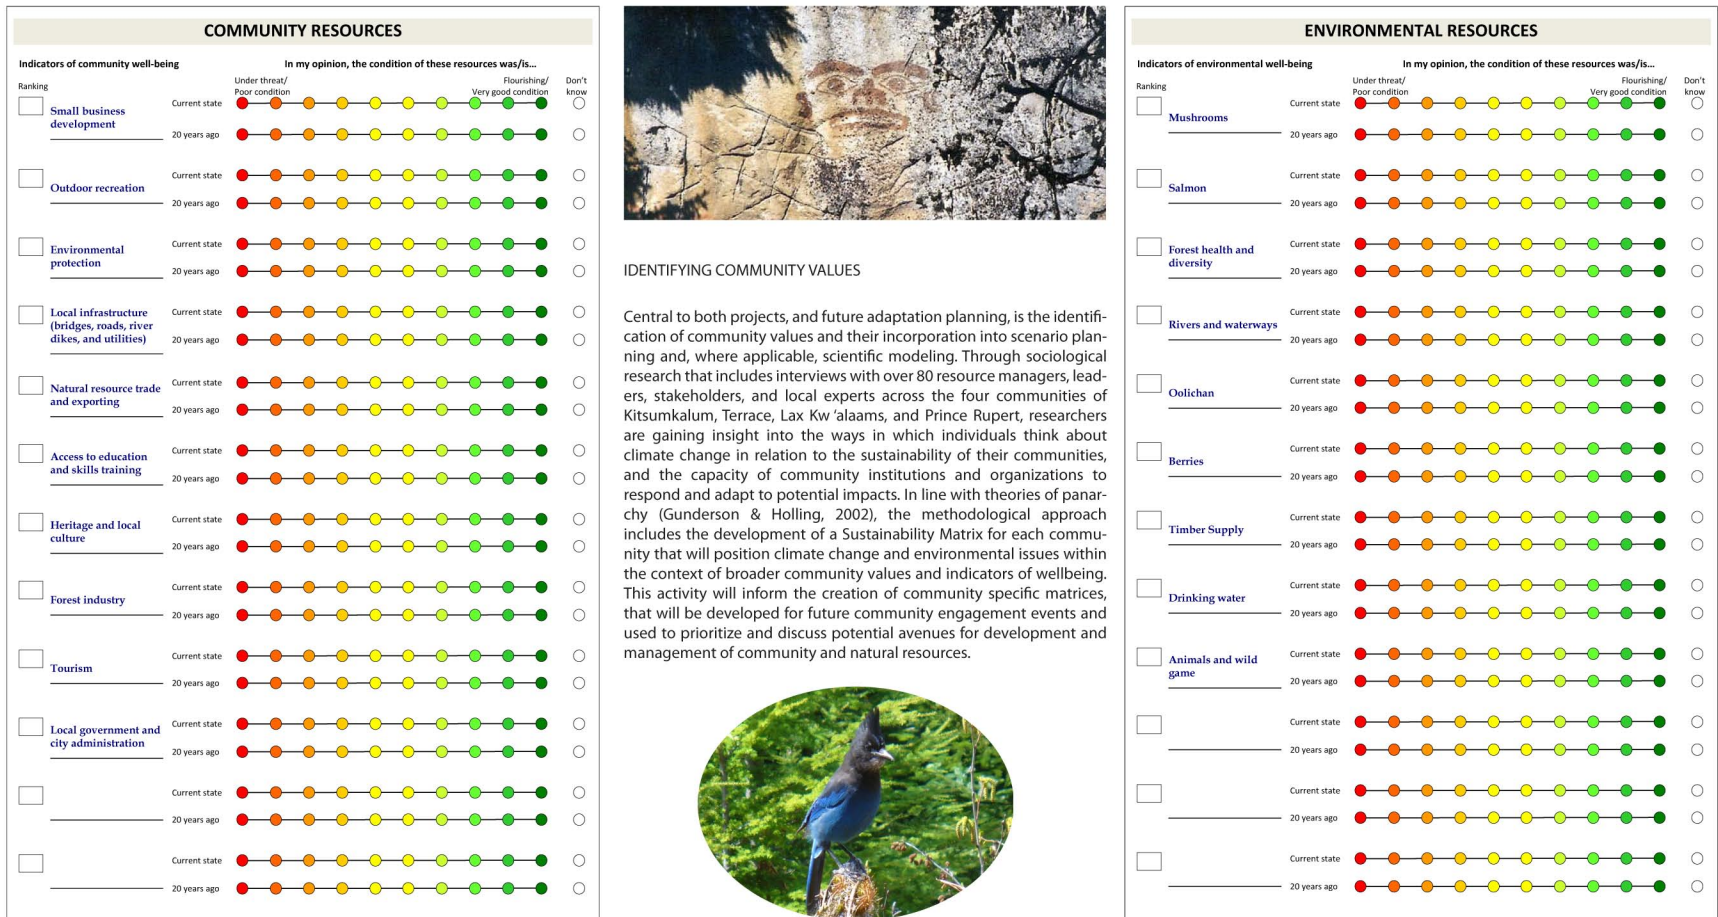 COMMUNITY RESOURCES
Indicators of community well-being
In my opinion, the condition of these resources was/is...
Ranking
Under threat/
Poor condition
Flourishing/
Very good condition
Don't
know
Small business
development
Current state
20 years ago
Outdoor recreation
Current state
20 years ago
Environmental
protection
Current state
20 years ago
Local infrastructure
(bridges, roads, river
dikes, and utilities)
Current state
20 years ago
Natural resource trade
and exporting
Current state
20 years ago
Access to education
and skills training
Current state
20 years ago
Heritage and local
culture
Current state
20 years ago
Forest industry
Current state
20 years ago
Tourism
Current state
20 years ago
Local government and
city administration
Current state
20 years ago
Current state
20 years ago
Current state
20 years ago
IDENTIFYING COMMUNITY VALUES
Central to both projects, and future adaptation planning, is the identifi-
cation of community values and their incorporation into scenario plan-
ning and, where applicable, scientific modeling. Through sociological
research that includes interviews with over 80 resource managers, lead-
ers, stakeholders, and local experts across the four communities of
Kitsumkalum, Terrace, Lax Kw 'alaams, and Prince Rupert, researchers
are gaining insight into the ways in which individuals think about
climate change in relation to the sustainability of their communities,
and the capacity of community institutions and organizations to
respond and adapt to potential impacts. In line with theories of panar-
chy (Gunderson & Holling, 2002), the methodological approach
includes the development of a Sustainability Matrix for each commu-
nity that will position climate change and environmental issues within
the context of broader community values and indicators of wellbeing.
This activity will inform the creation of community specific matrices,
that will be developed for future community engagement events and
used to prioritize and discuss potential avenues for development and
management of community and natural resources.
ENVIRONMENTAL RESOURCES
Indicators of environmental well-being
In my opinion, the condition of these resources was/is...
Ranking
Under threat/
Poor condition
Flourishing/
Very good condition
Don't
know
Mushrooms
Current state
20 years ago
Salmon
Current state
20 years ago
Forest health and
diversity
Current state
20 years ago
Rivers and waterways
Current state
20 years ago
Oolichan
Current state
20 years ago
Berries
Current state
20 years ago
Timber Supply
Current state
20 years ago
Drinking water
Current state
20 years ago
Animals and wild
game
Current state
20 years ago
Current state
20 years ago
Current state
20 years ago
Current state
20 years ago